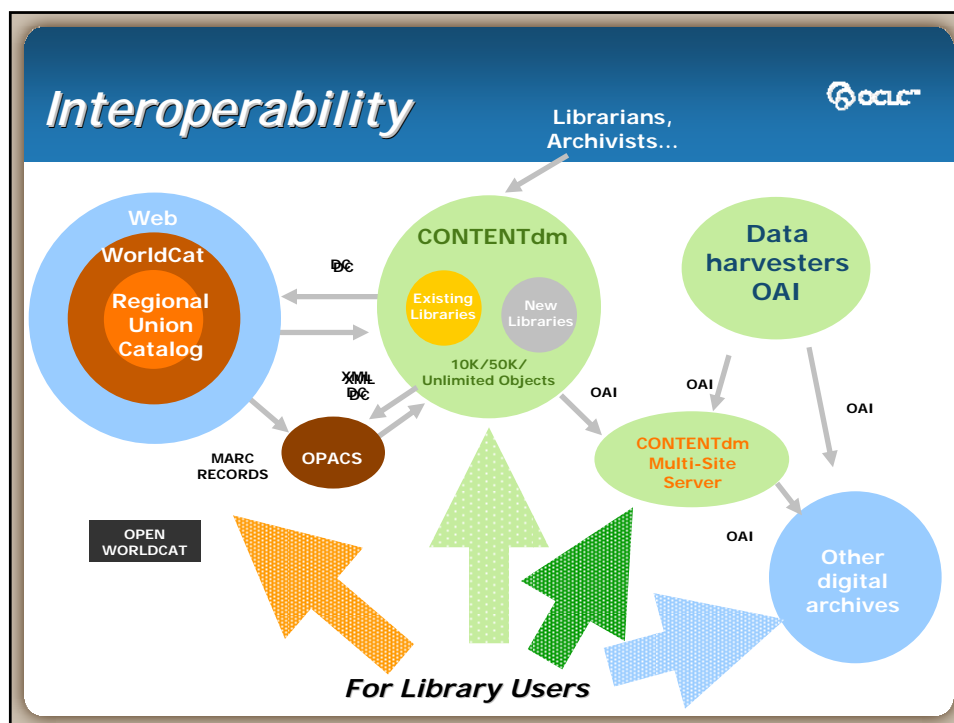 Interoperability
OCLC™
Librarians,
Archivists...
Web
WorldCat
Regional
Union
Catalog
DC
CONTENTdm
Existing
Libraries
New
Libraries
10K/50K/
Unlimited Objects
Data
harvesters
OAI
XML
DC
OAI
OAI
OAI
MARC
RECORDS
OPACS
CONTENTdm
Multi-Site
Server
OPEN
WORLDCAT
OAI
Other
digital
archives
For Library Users